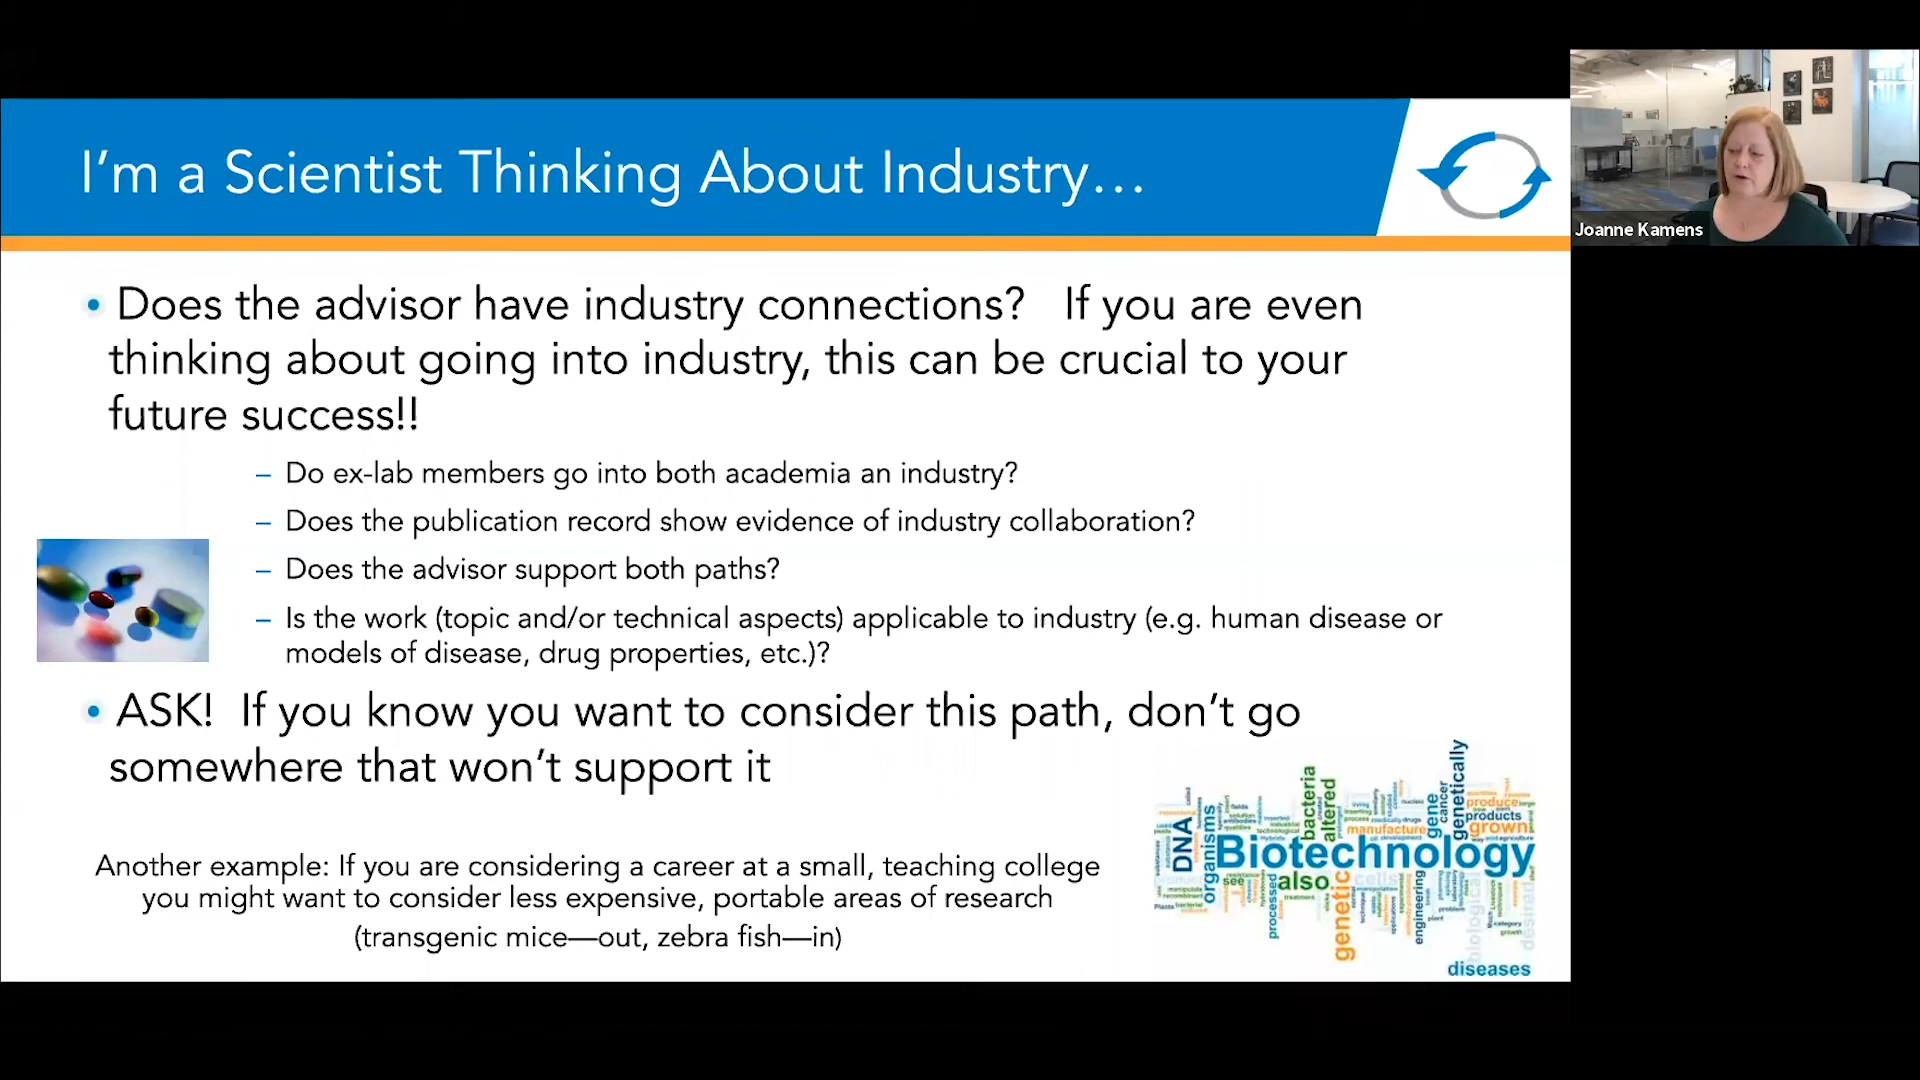 I'm a Scientist Thinking About Industry…
Joanne Kamens
• Does the advisor have industry connections? If you are even
thinking about going into industry, this can be crucial to your
future success!!
– Do ex-lab members go into both academia an industry?
– Does the publication record show evidence of industry collaboration?
– Does the advisor support both paths?
– Is the work (topic and/or technical aspects) applicable to industry (e.g. human disease or
models of disease, drug properties, etc.)?
• ASK! If you know you want to consider this path, don't go
somewhere that won't support it
Another example: If you are considering a career at a small, teaching college
you might want to consider less expensive, portable areas of research
(transgenic mice—out, zebra fish—in)
DNA
organisms
bacteria
altered
gene
cancer
genetically
produce
products
grown
manufacture
Biotechnology
see
also
cells
processed
genetic
engineering
biological
desired
diseases